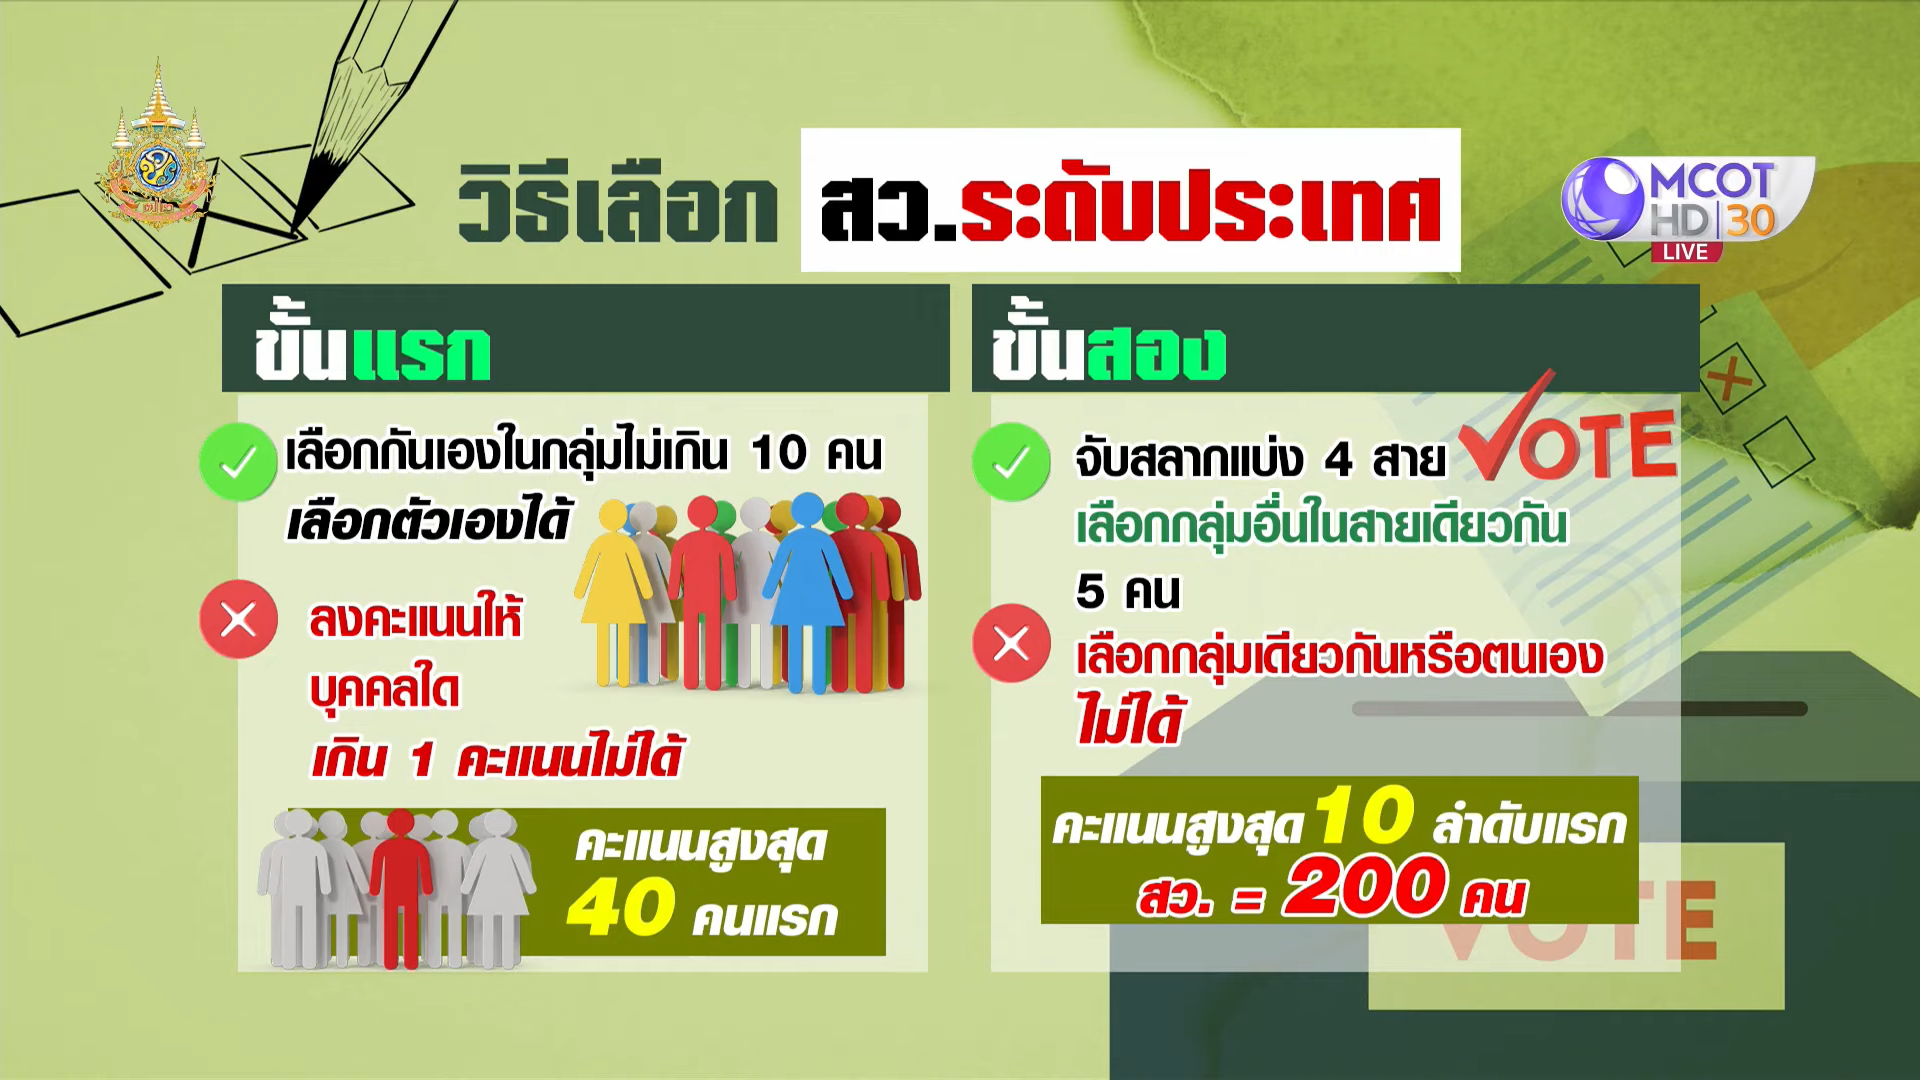 วิธีเลือก สว.ระดับประเทศ
MCOT
HD 30
LIVE
ขั้นแรก
เลือกกันเองในกลุ่มไม่เกิน 10 คน
เลือกตัวเองได้
ลงคะแนนให้
บุคคลใด
เกิน 1 คะแนนไม่ได้
คะแนนสูงสุด
40 คนแรก
ขั้นสอง
จับสลากแบ่ง 4 สาย
VOTE
เลือกกลุ่มอื่นในสายเดียวกัน
5 คน
เลือกกลุ่มเดียวกันหรือตนเอง
ไม่ได้
คะแนนสูงสุด 10 ลำดับแรก
สว. = 200 คน
VOTE